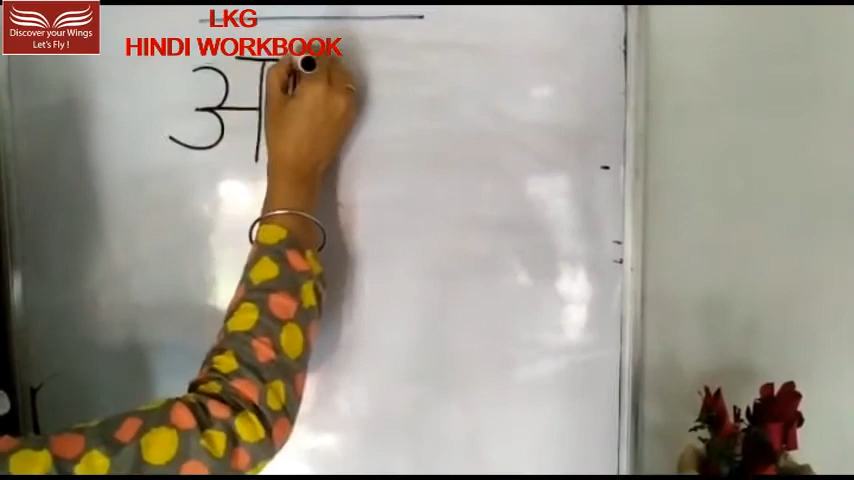 Discover your Wings
Let's Fly !
LKG
HINDI WORKBOOK
अ